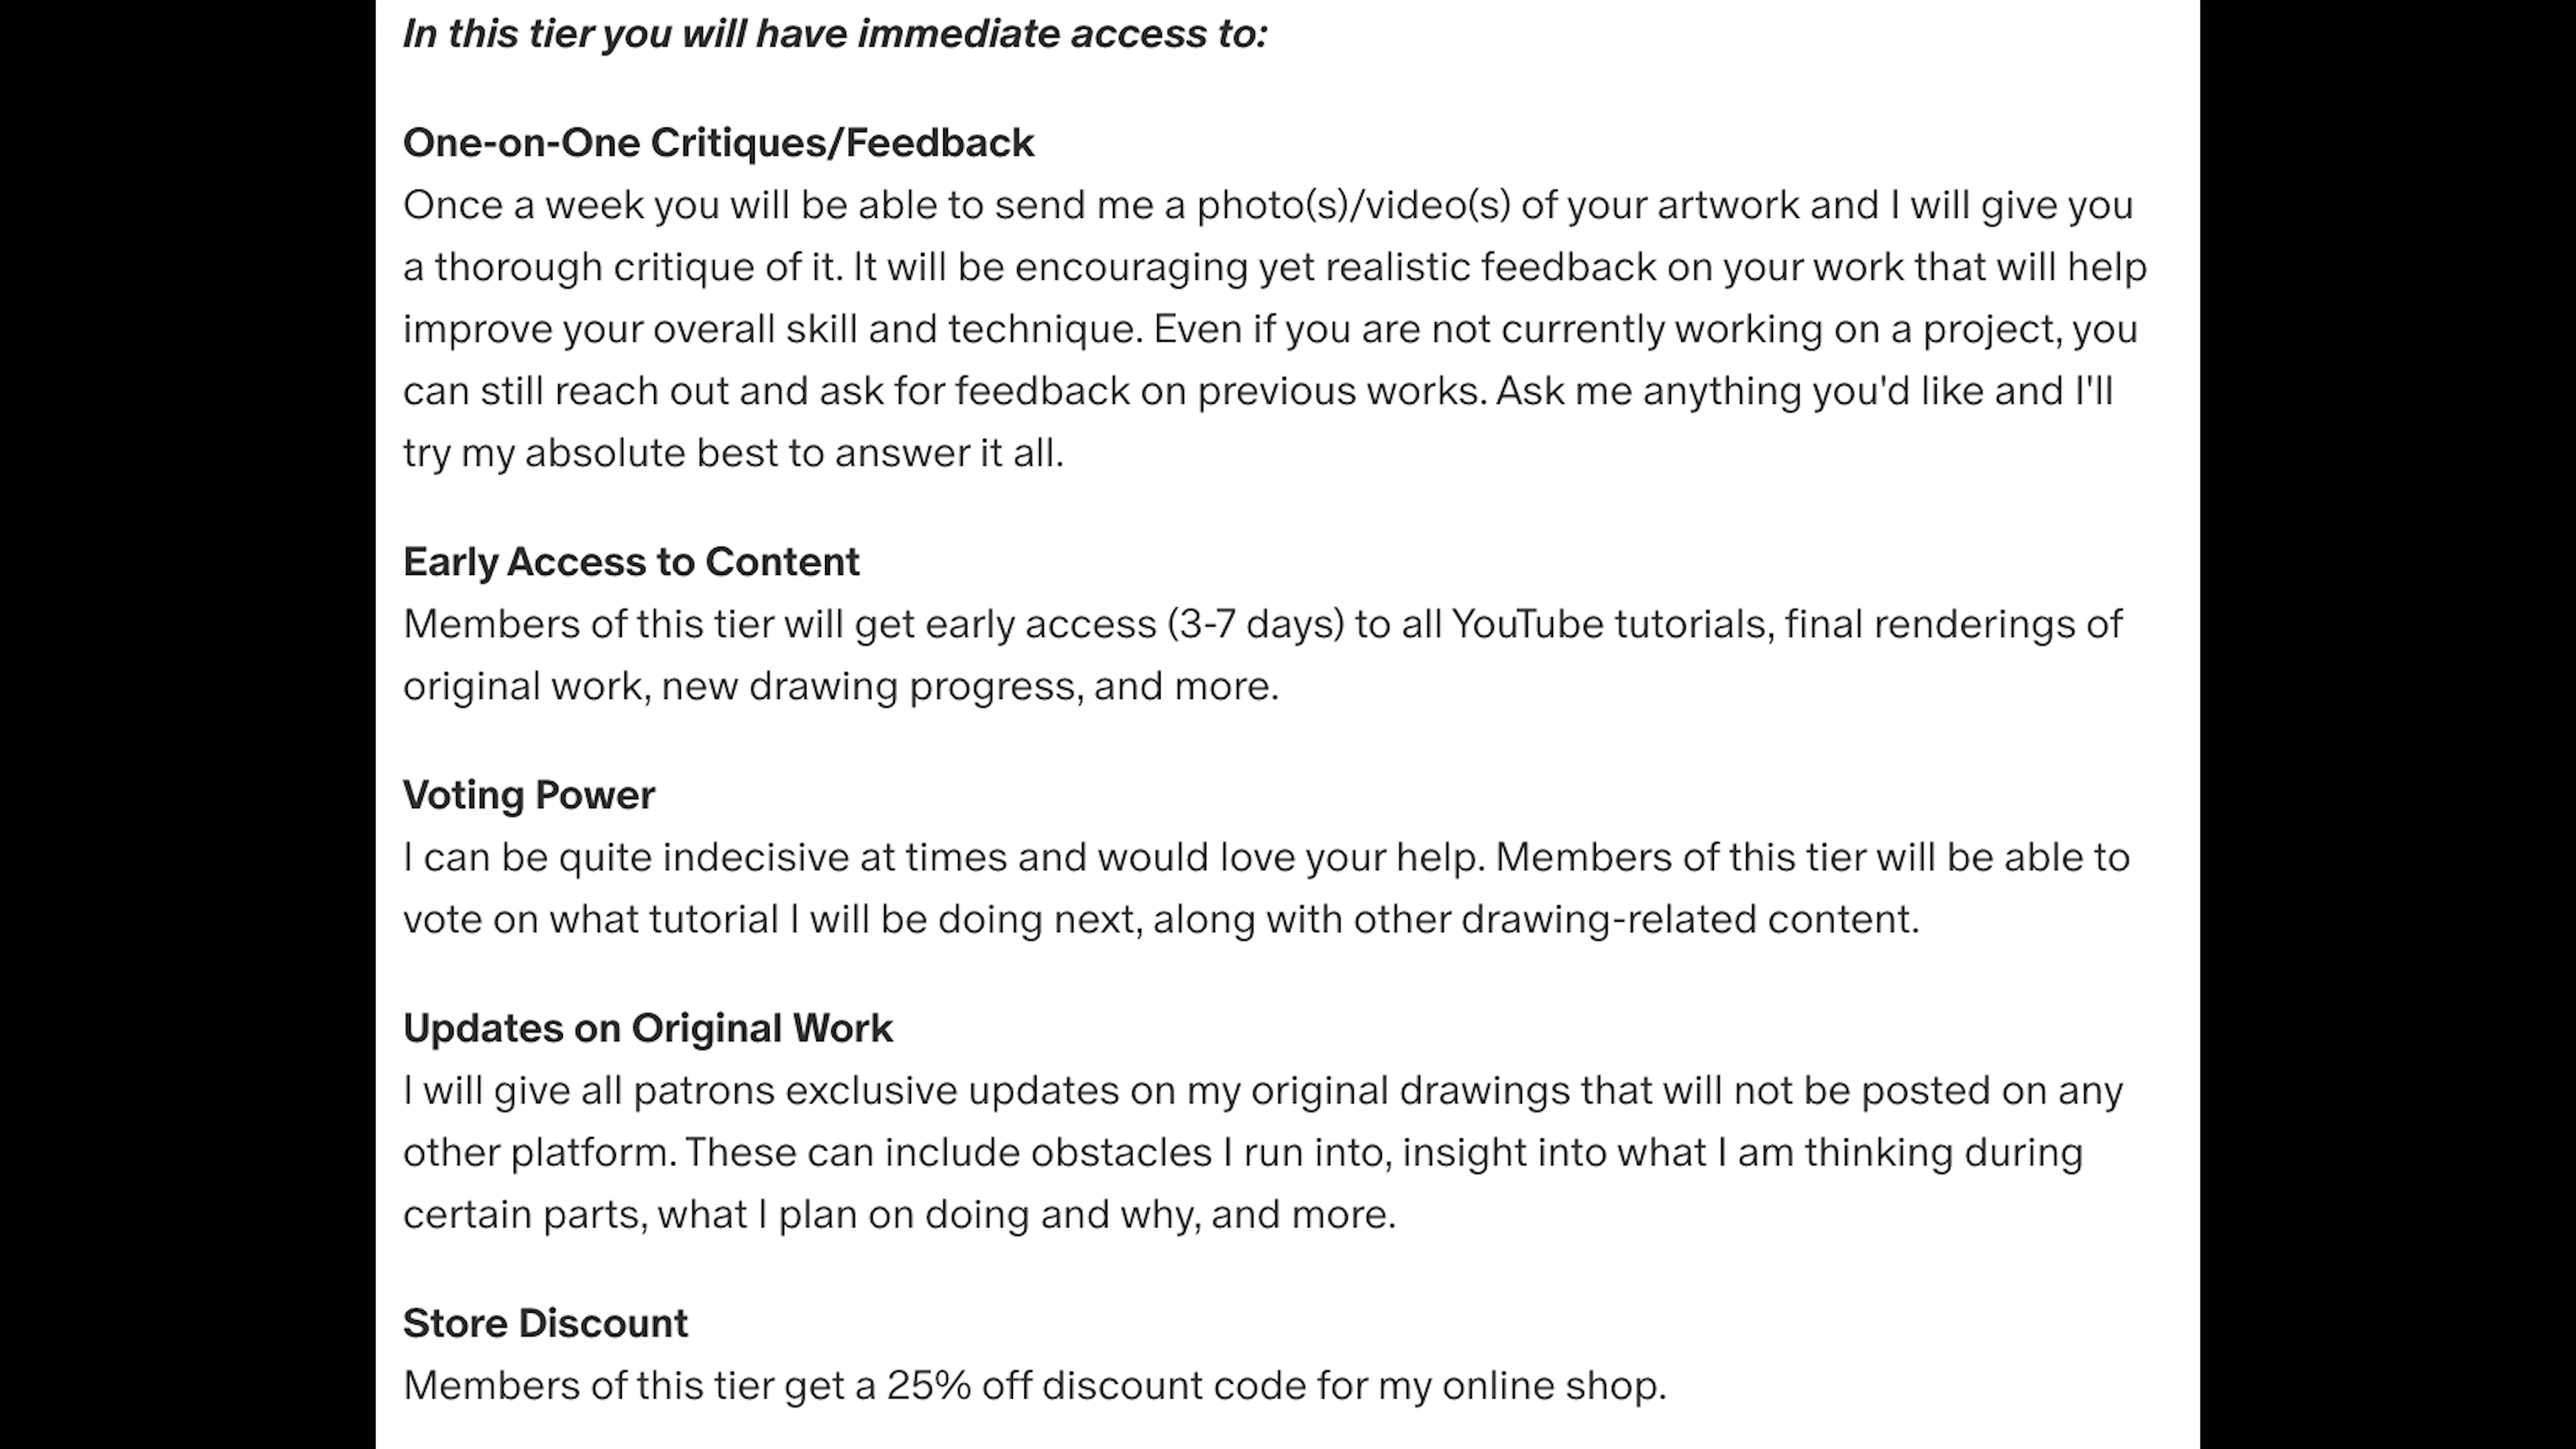 In this tier you will have immediate access to:
One-on-One Critiques/Feedback
Once a week you will be able to send me a photo(s)/video(s) of your artwork and I will give you
a thorough critique of it. It will be encouraging yet realistic feedback on your work that will help
improve your overall skill and technique. Even if you are not currently working on a project, you
can still reach out and ask for feedback on previous works. Ask me anything you'd like and I'll
try my absolute best to answer it all.
Early Access to Content
Members of this tier will get early access (3-7 days) to all YouTube tutorials, final renderings of
original work, new drawing progress, and more.
Voting Power
I can be quite indecisive at times and would love your help. Members of this tier will be able to
vote on what tutorial I will be doing next, along with other drawing-related content.
Updates on Original Work
I will give all patrons exclusive updates on my original drawings that will not be posted on any
other platform. These can include obstacles I run into, insight into what I am thinking during
certain parts, what I plan on doing and why, and more.
Store Discount
Members of this tier get a 25% off discount code for my online shop.